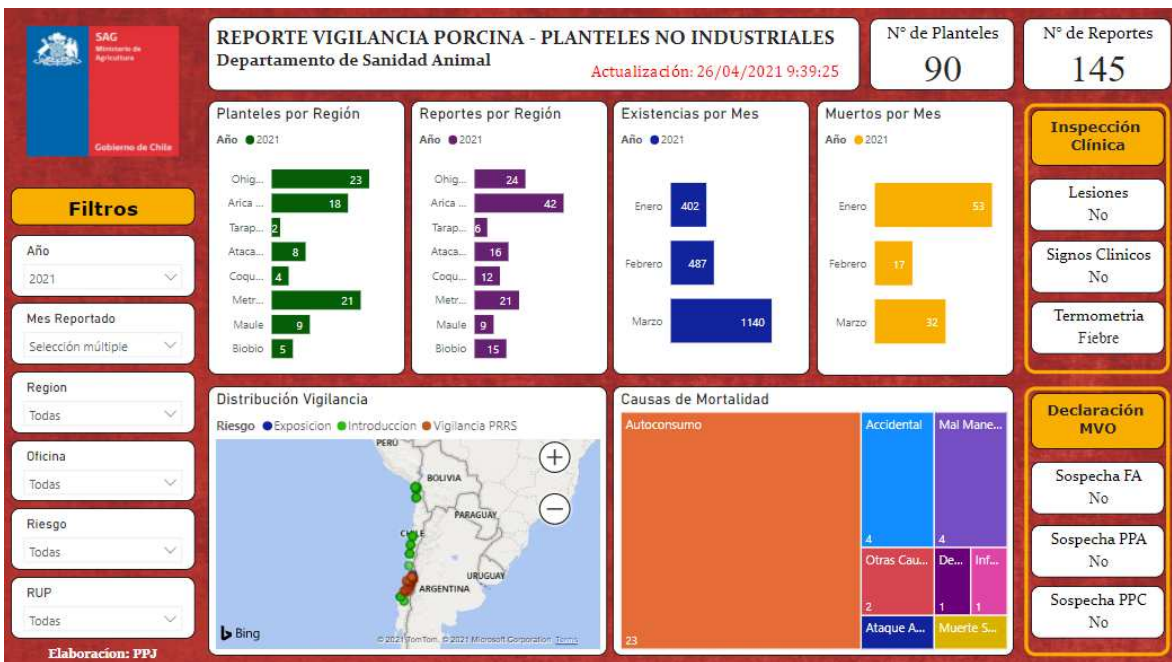 SAG
Ministerio de
Agricultura
Gobierno de Chile
REPORTE VIGILANCIA PORCINA - PLANTELES NO INDUSTRIALES
Departamento de Sanidad Animal
Actualización: 26/04/2021 9:39:25
N° de Planteles
90
N° de Reportes
145
Filtros
Año
2021
Mes Reportado
Selección múltiple
Region
Todas
Oficina
Todas
Riesgo
Todas
RUP
Todas
Elaboracíon: PPJ
Planteles por Región
Año 2021
Ohig... 23
Arica ... 18
Tarap... 2
Ataca... 8
Coqu... 4
Metr... 21
Maule 9
Biobio 5
Reportes por Región
Año 2021
Ohig... 24
Arica ... 42
Tarap... 6
Ataca... 16
Coqu... 12
Metr... 21
Maule 9
Biobio 15
Existencias por Mes
Año 2021
Enero 402
Febrero 487
Marzo 1140
Muertos por Mes
Año 2021
Enero 53
Febrero 17
Marzo 32
Inspección
Clínica
Lesiones
No
Signos Clinicos
No
Termometria
Fiebre
Distribución Vigilancia
Riesgo Exposicion Introduccion Vigilancia PRRS
PERÚ
BOLIVIA
PARAGUAY
CHILE
URUGUAY
ARGENTINA
Bing
© 2021 TomTom, © 2021 Microsoft Corporation Terms
Causas de Mortalidad
Autoconsumo
23
Accidental
4
Mal Mane...
4
Otras Cau...
2
De...
1
Inf...
1
Ataque A...
Muerte S...
Declaración
MVO
Sospecha FA
No
Sospecha PPA
No
Sospecha PPC
No